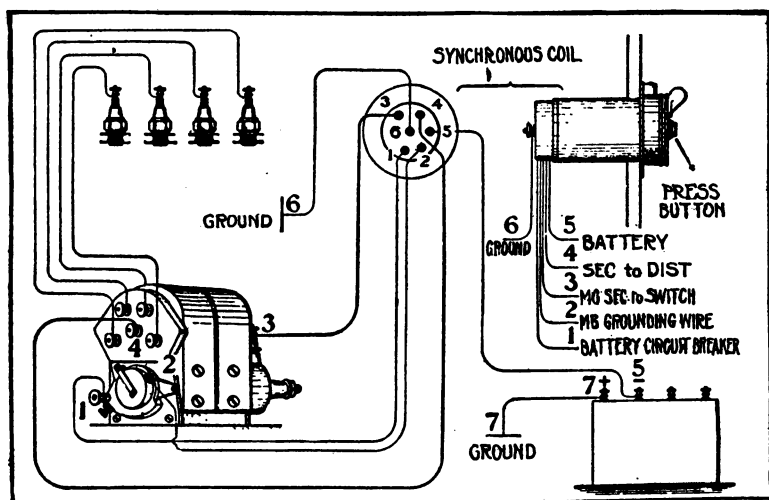 SYNCHRONOUS COIL
3 4
6 5
1 2
6
GROUND
PRESS
BUTTON
6
GROUND
5 BATTERY
4 SEC to DIST
3 MG SEC to SWITCH
2 MB GROUNDING WIRE
1 BATTERY CIRCUIT BREAKER
3
4
2
1
7+ 5-
7
GROUND